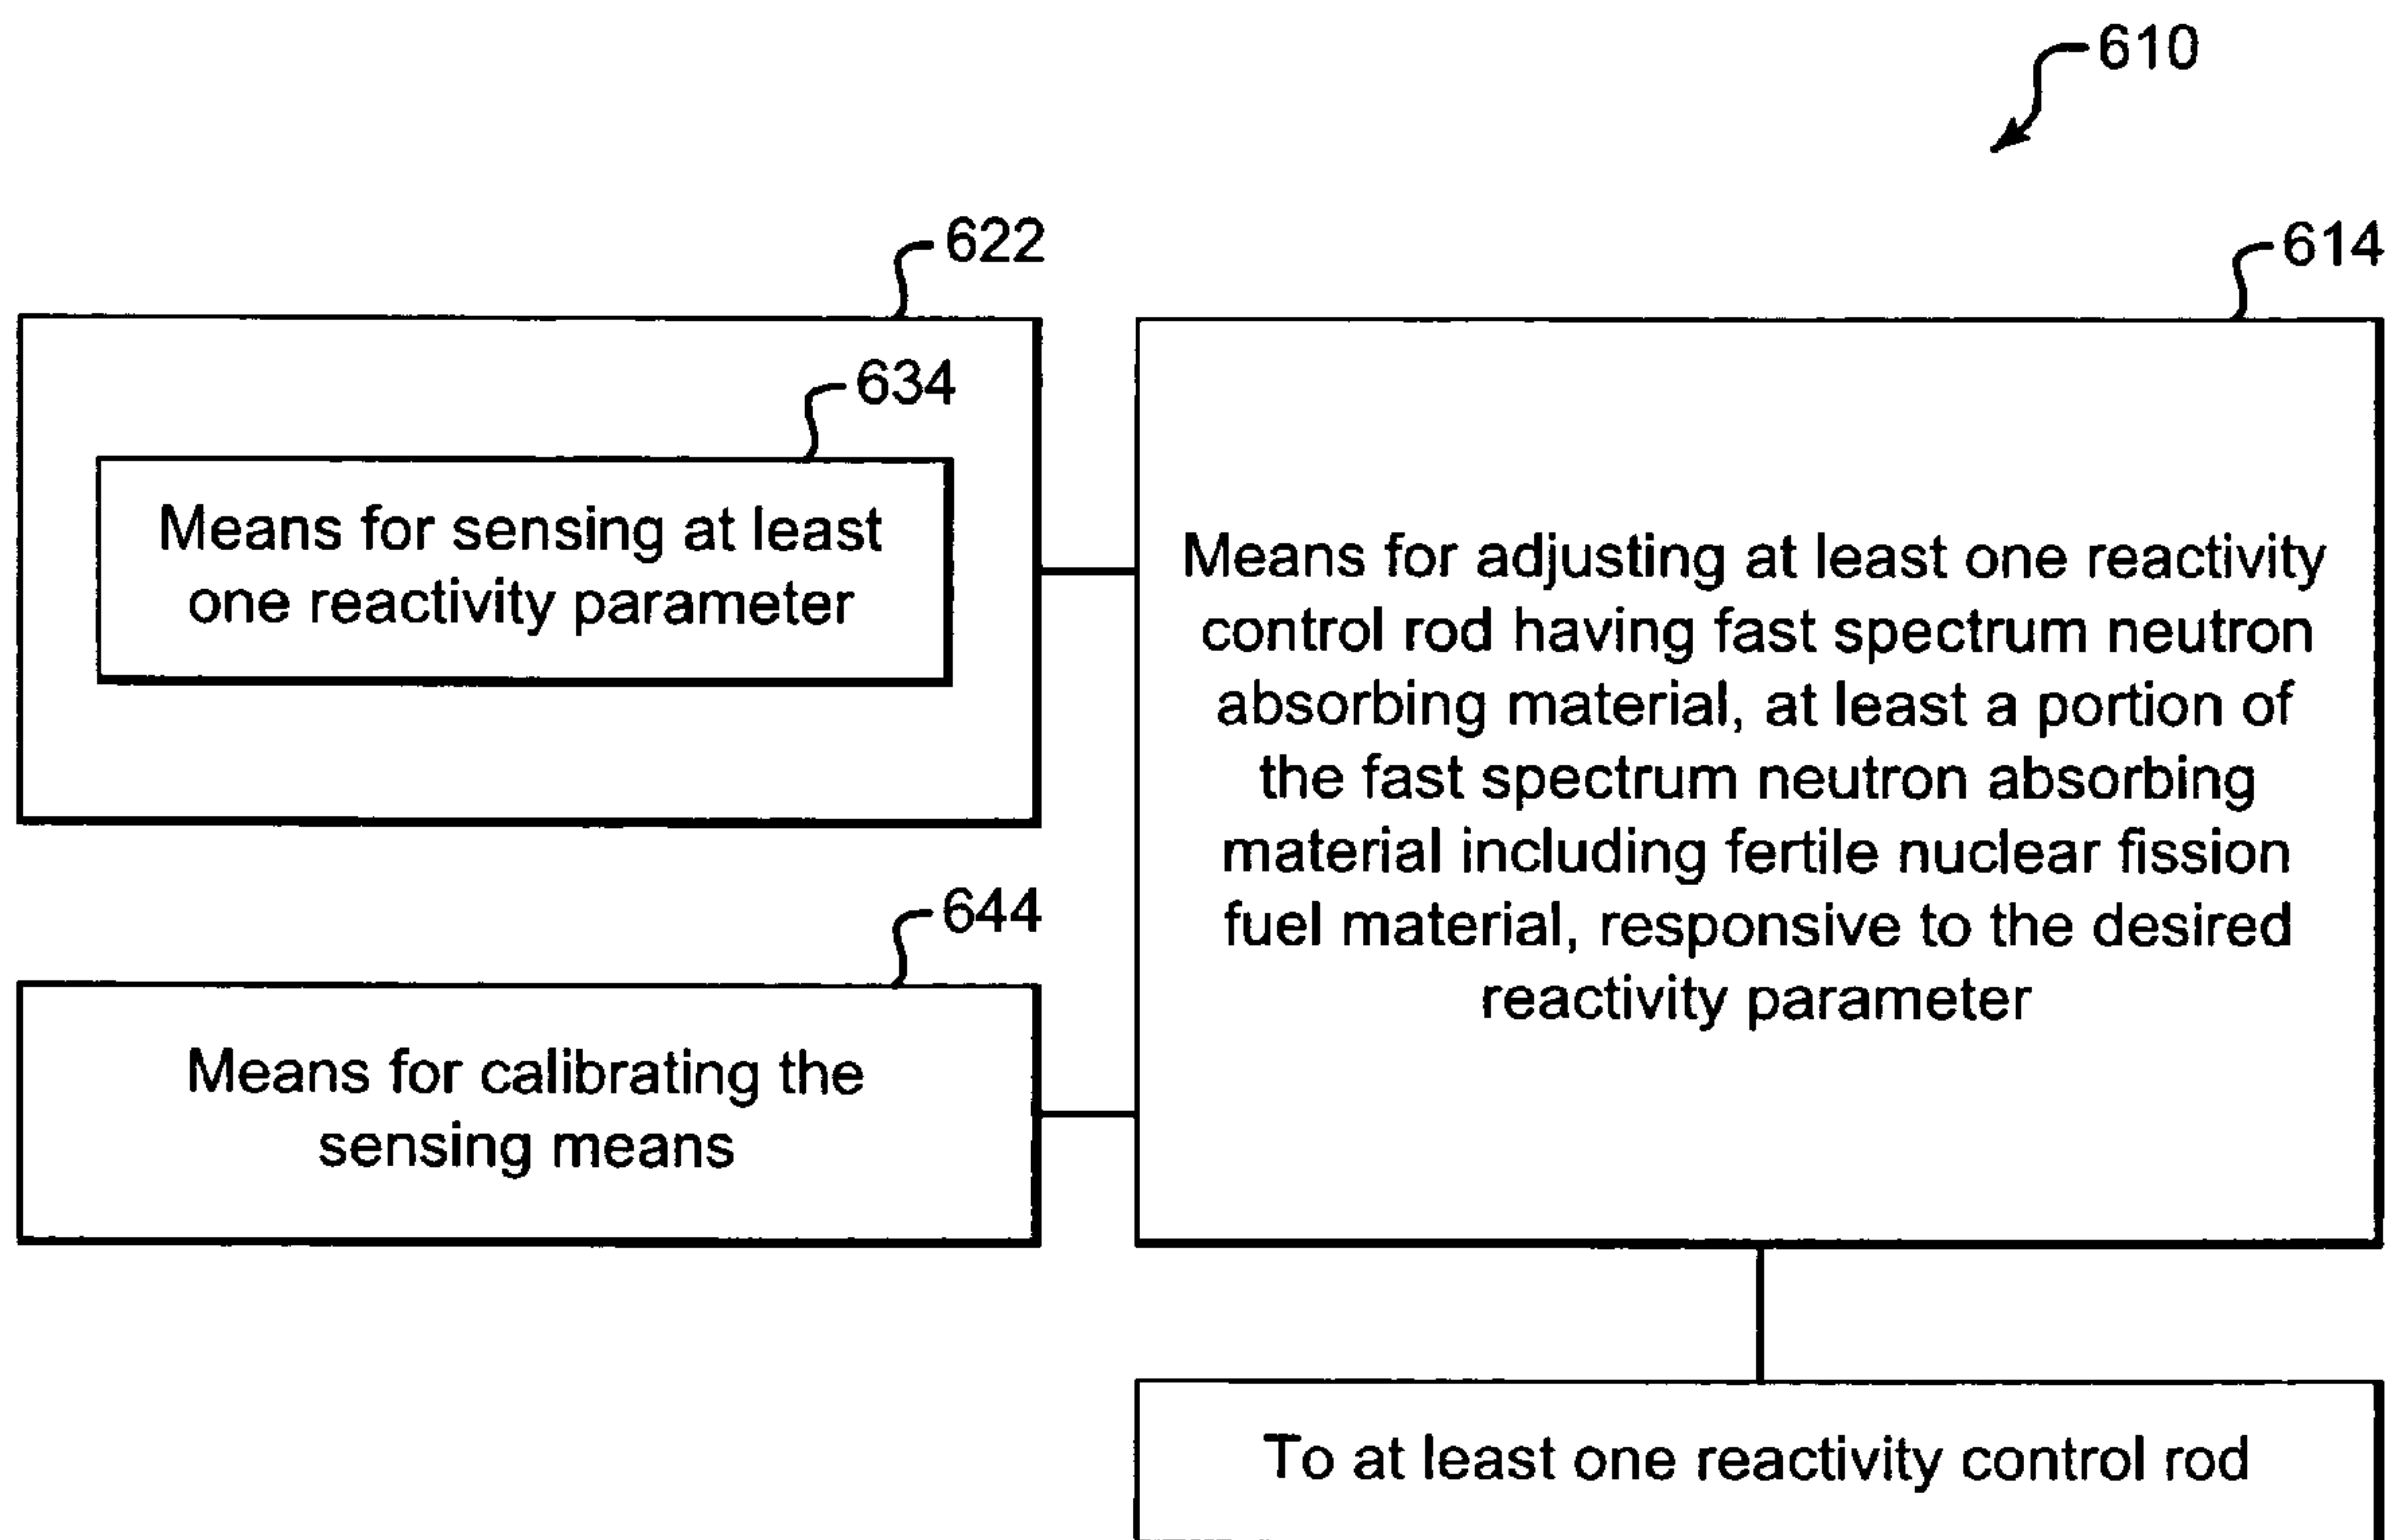 610
622
614
634
Means for sensing at least
one reactivity parameter
Means for adjusting at least one reactivity
control rod having fast spectrum neutron
absorbing material, at least a portion of
the fast spectrum neutron absorbing
material including fertile nuclear fission
fuel material, responsive to the desired
reactivity parameter
644
Means for calibrating the
sensing means
To at least one reactivity control rod